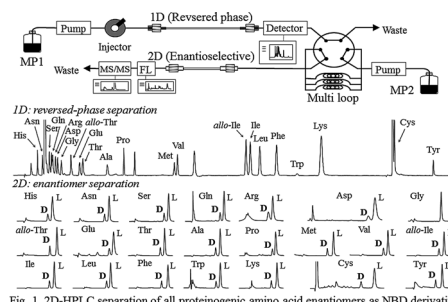 1D (Revsered phase)
Pump
Injector
Detector
Waste
MP1
2D (Enantioselective)
Waste
MS/MS
FL
Pump
Multi loop
MP2
1D: reversed-phase separation
His
Asn
Ser
Gln
Gly
Arg
Asp
allo-Thr
Glu
Thr
Ala
Pro
Met
Val
allo-Ile
Ile
Leu
Phe
Trp
Lys
Cys
Tyr
2D: enantiomer separation
His D L Asn D L Ser D L Gln D L Arg D L Asp D L Gly
allo-Thr D L Glu D L Thr D L Ala D L Pro D L Met D L Val D L allo-Ile D L
Ile D L Leu D L Phe D L Trp D L Lys D L Cys D L Tyr D L
Fig. 1. 2D-HPLC separation of all proteinogenic amino acid enantiomers as NBD derivati